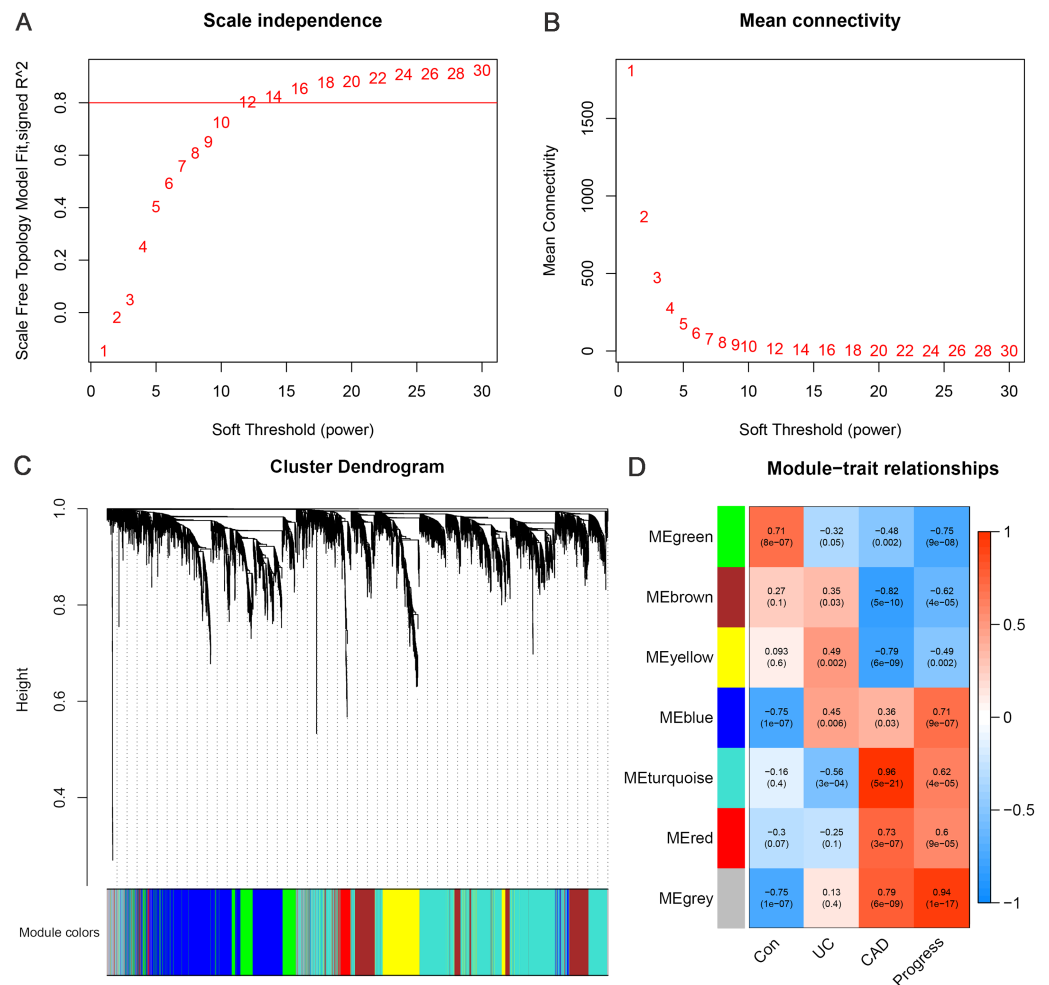 A
Scale independence
Scale Free Topology Model Fit,signed R^2
0.0
0.2
0.4
0.6
0.8
1
2
3
4
5
6
7
8
9
10
12
14
16
18
20
22
24
26
28
30
0
5
10
15
20
25
30
Soft Threshold (power)
B
Mean connectivity
Mean Connectivity
0
500
1000
1500
1
2
3
4
5
6
7
8
9
10
12
14
16
18
20
22
24
26
28
30
0
5
10
15
20
25
30
Soft Threshold (power)
C
Cluster Dendrogram
Height
1.0
0.8
0.6
0.4
Module colors
D
Module−trait relationships
MEgreen
0.71
(8e−07)
−0.32
(0.05)
−0.48
(0.002)
−0.75
(9e−08)
MEbrown
0.27
(0.1)
0.35
(0.03)
−0.82
(5e−10)
−0.62
(4e−05)
MEyellow
0.093
(0.6)
0.49
(0.002)
−0.79
(6e−09)
−0.49
(0.002)
MEblue
−0.75
(1e−07)
0.45
(0.006)
0.36
(0.03)
0.71
(9e−07)
MEturquoise
−0.16
(0.4)
−0.56
(3e−04)
0.96
(5e−21)
0.62
(4e−05)
MEred
−0.3
(0.07)
−0.25
(0.1)
0.73
(3e−07)
0.6
(9e−05)
MEgrey
−0.75
(1e−07)
0.13
(0.4)
0.79
(6e−09)
0.94
(1e−17)
Con
UC
CAD
Progress
1
0.5
0
−0.5
−1